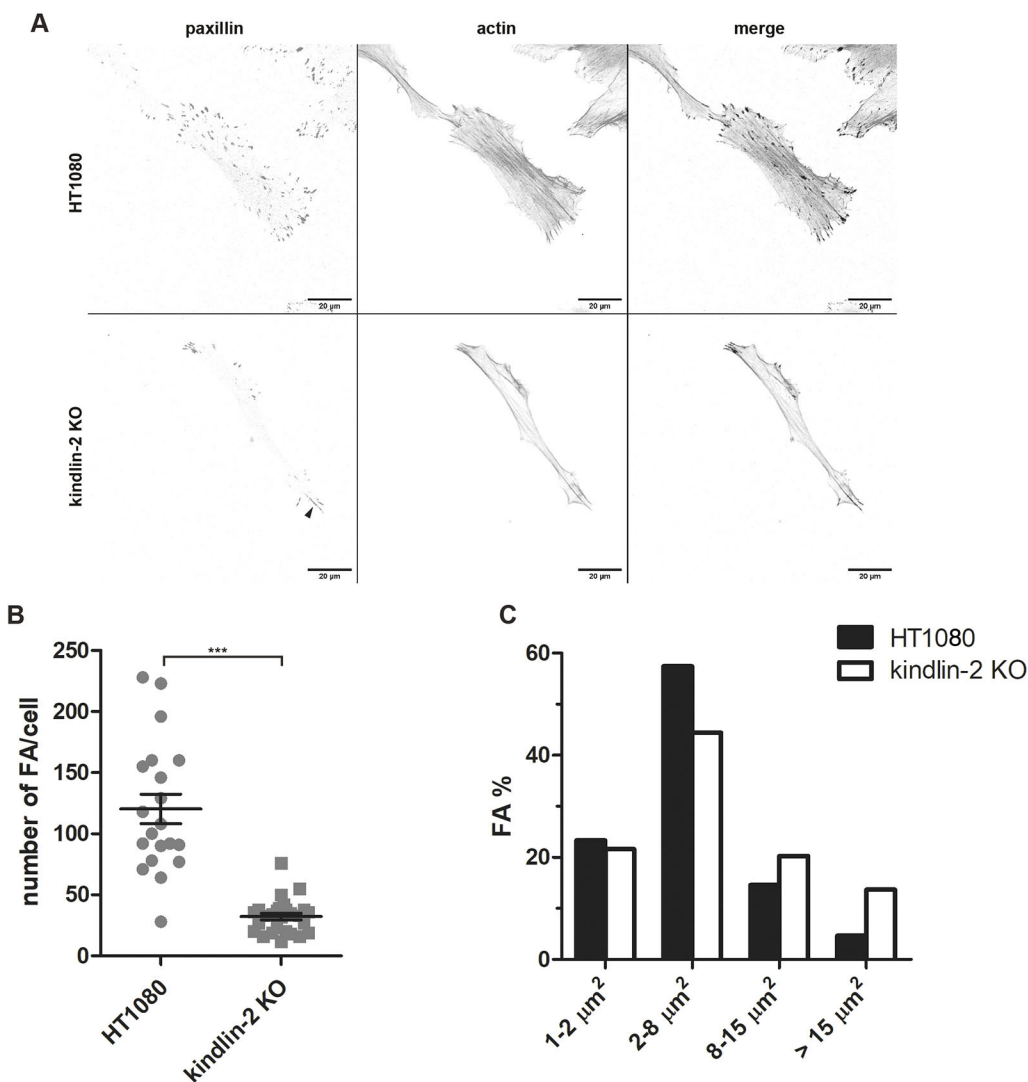 A
paxillin actin merge
HT1080
20 µm 20 µm 20 µm
kindlin-2 KO
20 µm 20 µm 20 µm
B
number of FA/cell
250
200
150
100
50
0
***
HT1080
kindlin-2 KO
C
HT1080
kindlin-2 KO
FA %
60
40
20
0
1-2 µm²
2-8 µm²
8-15 µm²
> 15 µm²